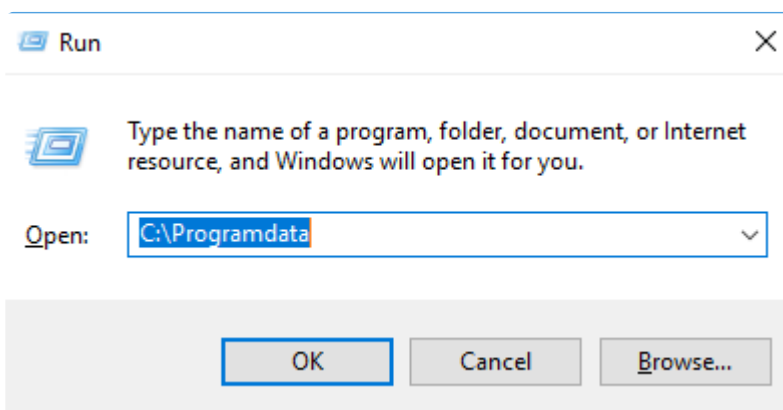 Run
Type the name of a program, folder, document, or Internet
resource, and Windows will open it for you.
Open:
C:\Programdata
OK
Cancel
Browse...